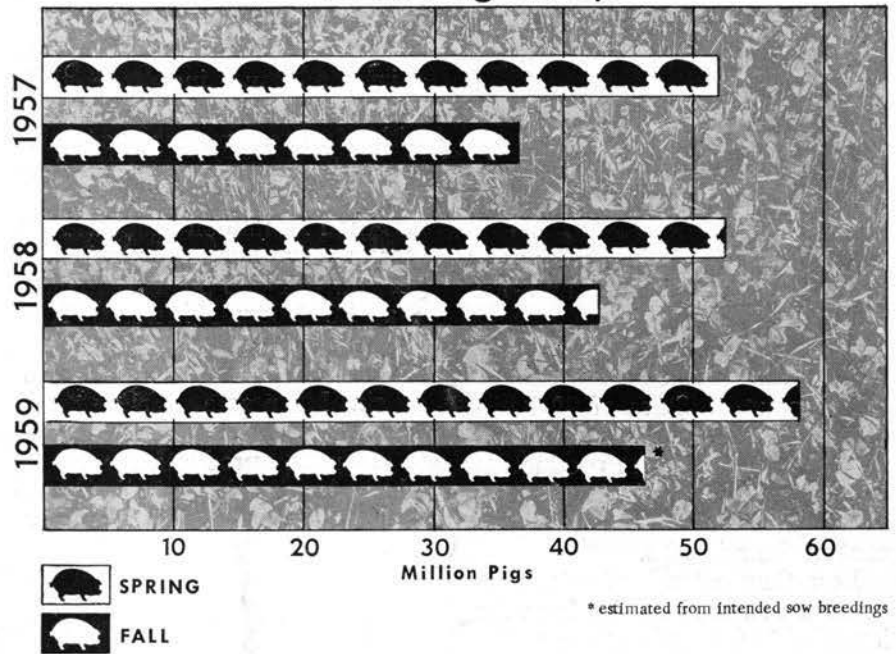 1957
1958
1959
10 20 30 40 50 60
Million Pigs
SPRING
FALL
* estimated from intended sow breedings